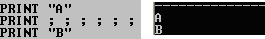 PRINT "A"
PRINT ; ; ; ; ; ;
PRINT "B"
A
B